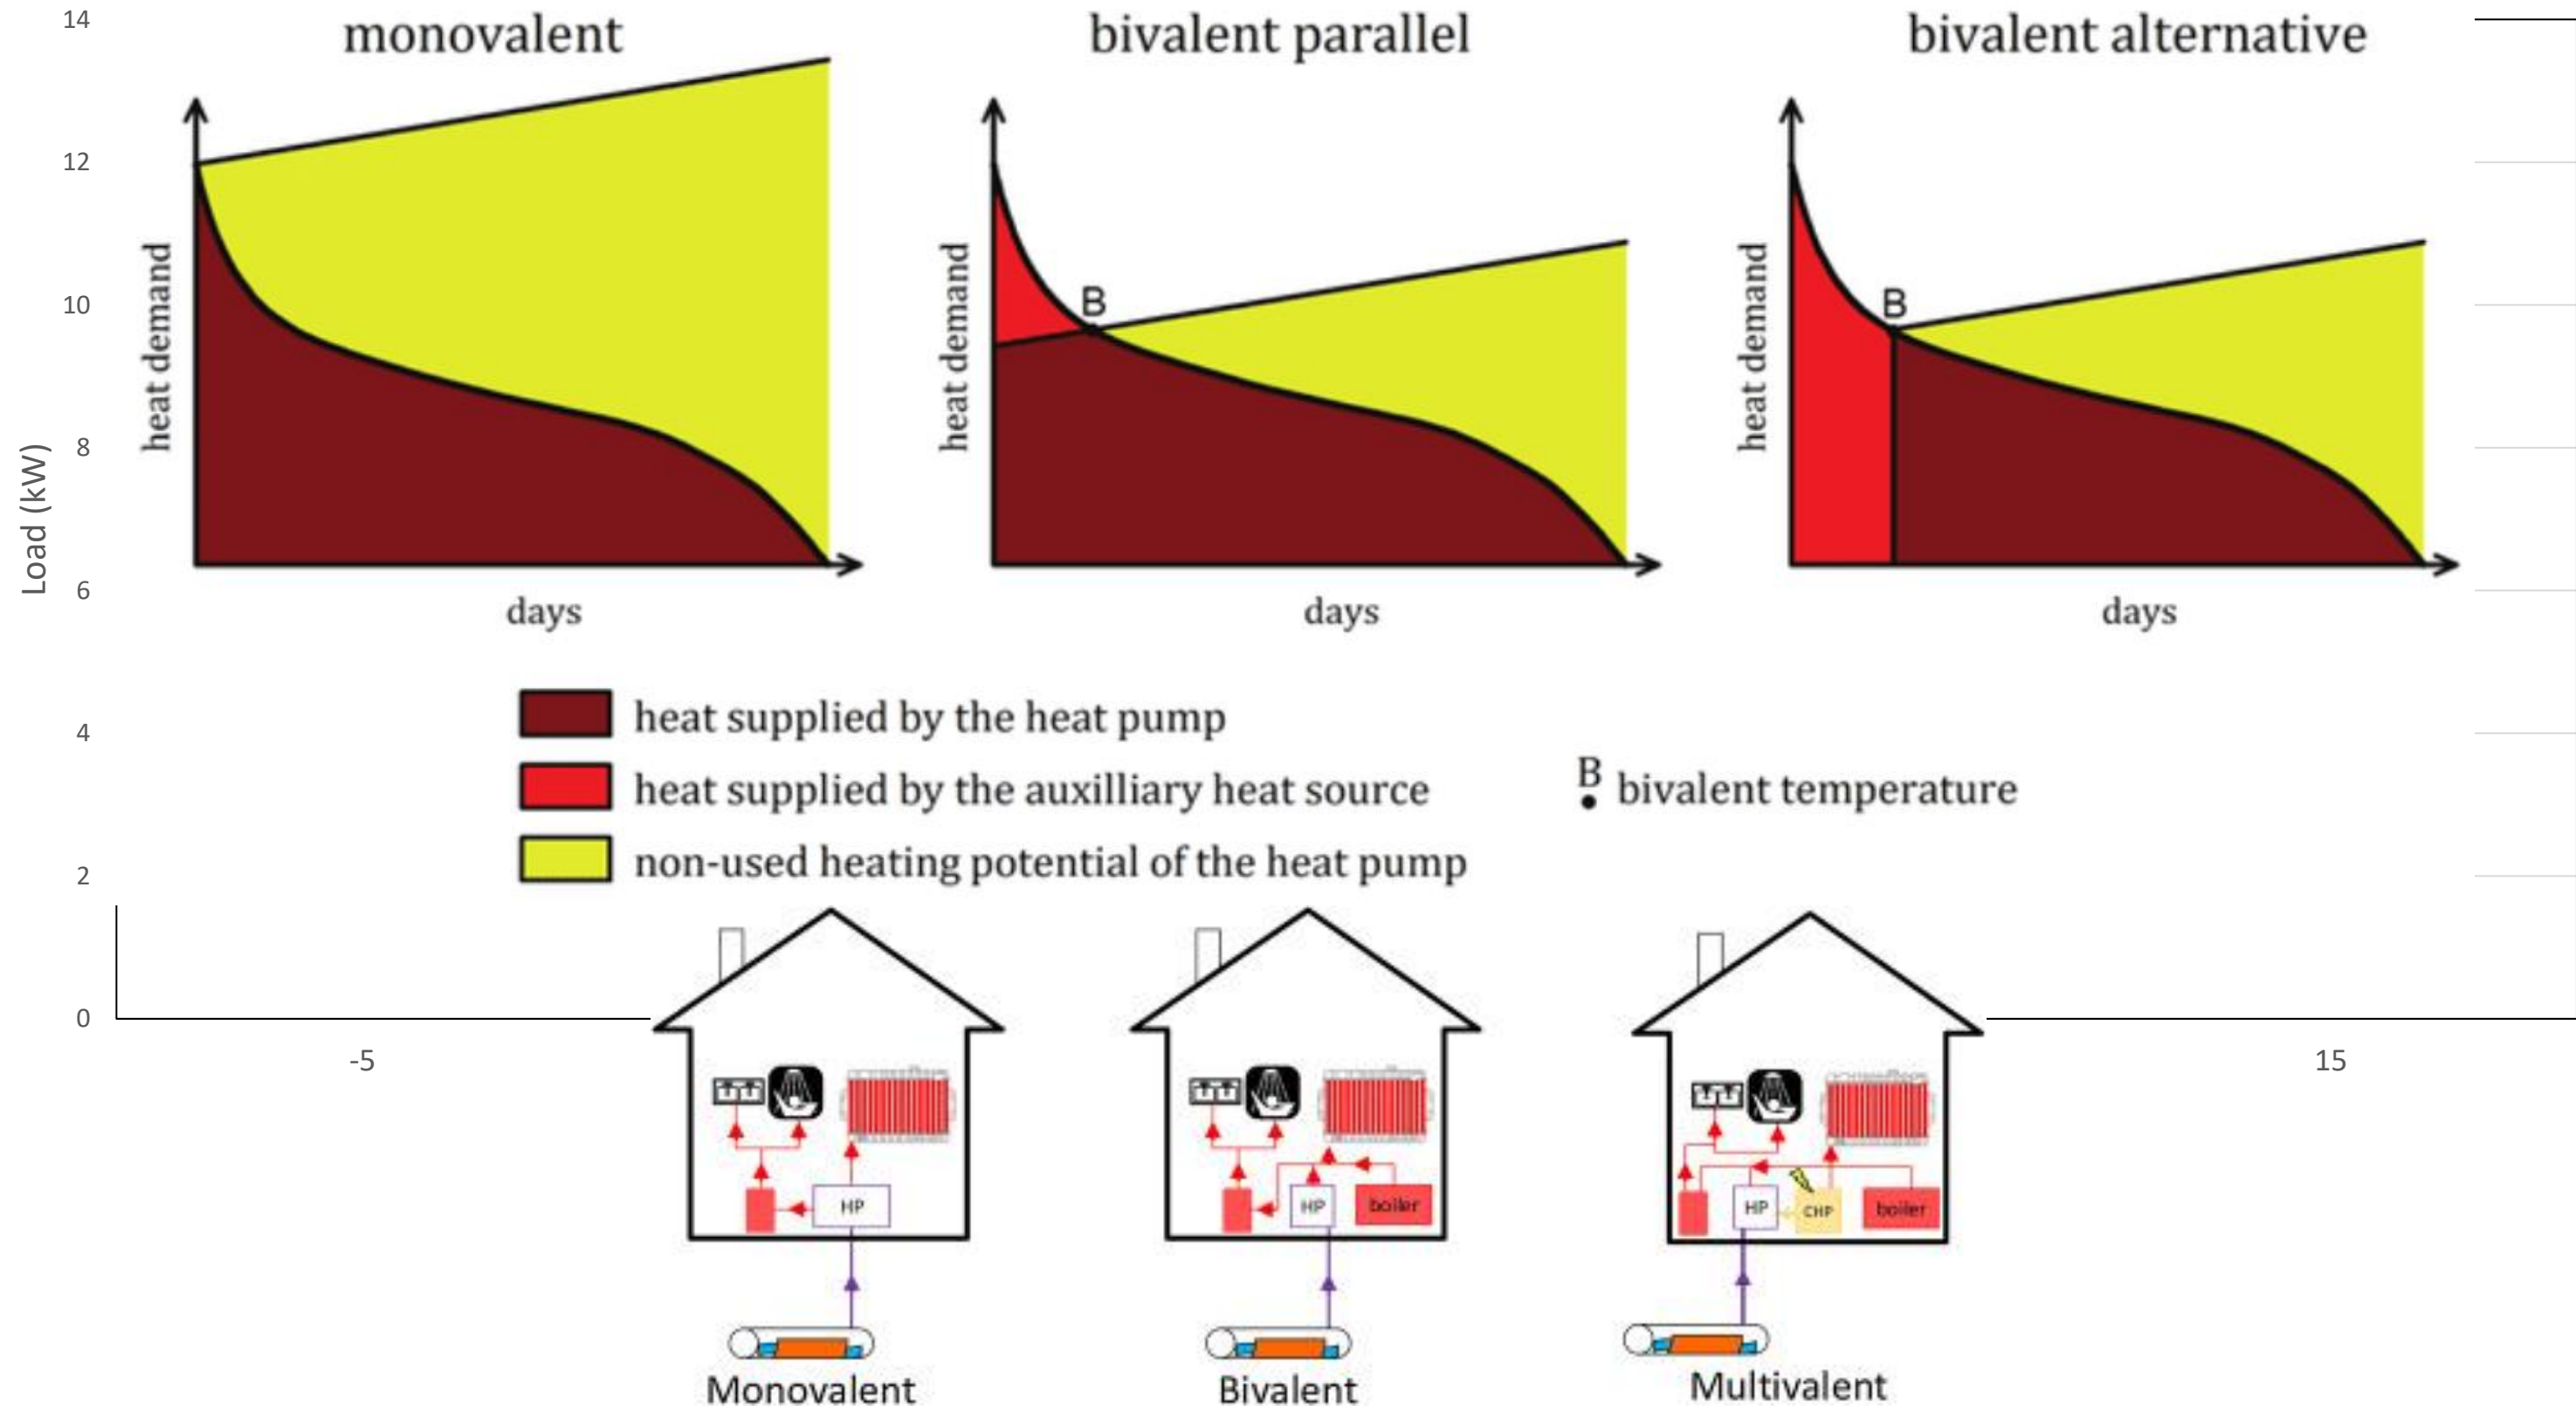 14
monovalent
bivalent parallel
bivalent alternative
12
10
8
6
4
2
0
Load (kW)
heat demand
heat demand
heat demand
B
B
days
days
days
heat supplied by the heat pump
heat supplied by the auxilliary heat source
non-used heating potential of the heat pump
B
bivalent temperature
-5
15
HP
HP
boiler
HP
CHP
boiler
Monovalent
Bivalent
Multivalent